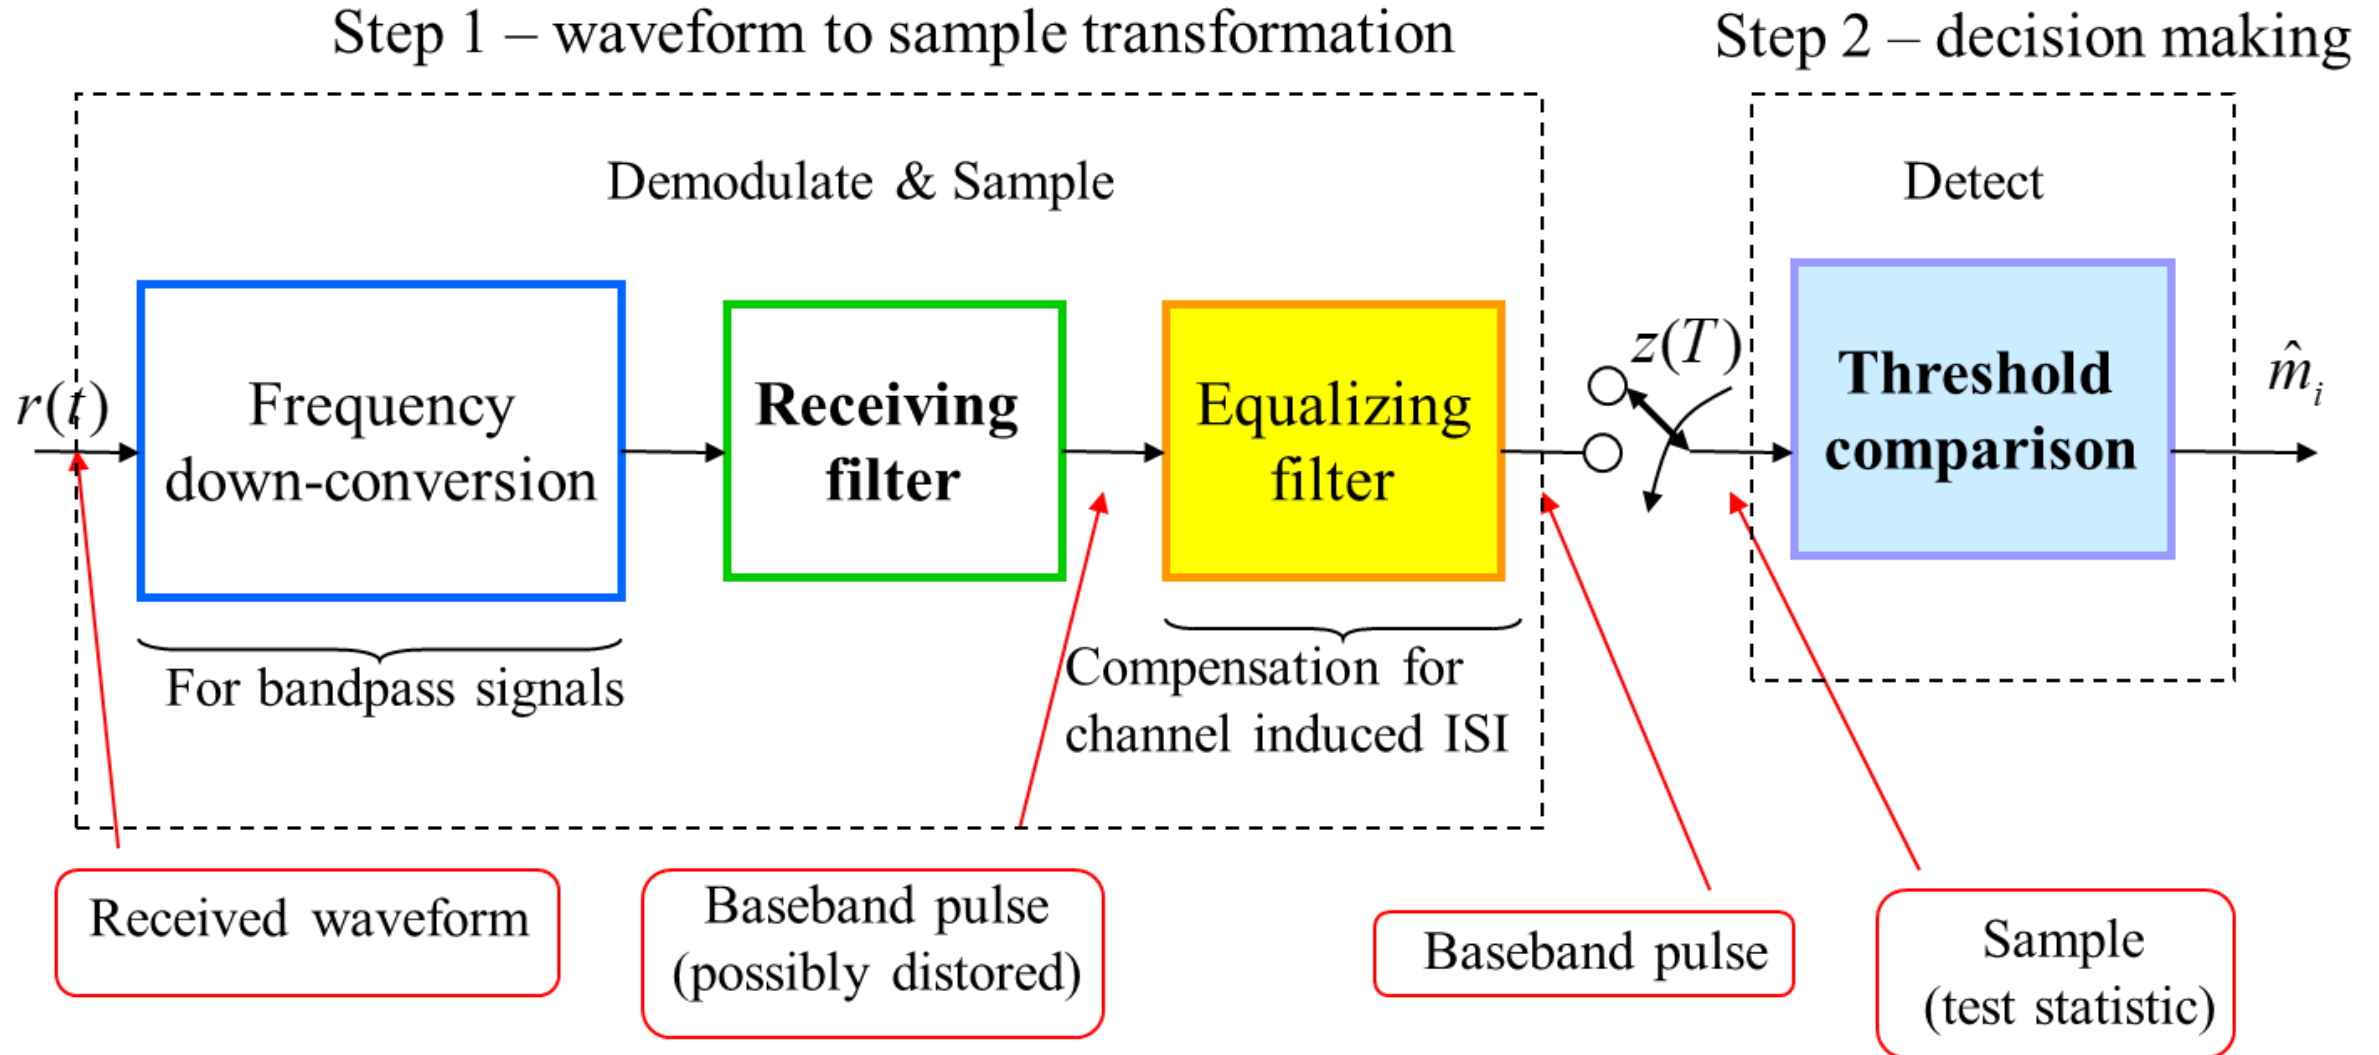 Step 1 – waveform to sample transformation
Step 2 – decision making
Demodulate & Sample
Detect
r(t)
Frequency
down-conversion
Receiving
filter
Equalizing
filter
z(T)
Threshold
comparison
m̂ᵢ
For bandpass signals
Compensation for
channel induced ISI
Received waveform
Baseband pulse
(possibly distored)
Baseband pulse
Sample
(test statistic)